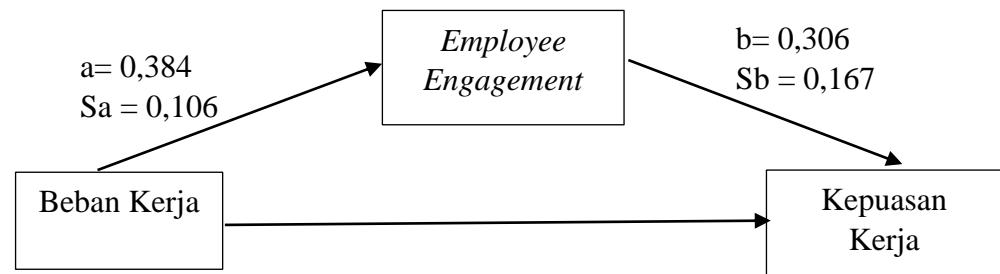 Employee
Engagement
a= 0,384
Sa = 0,106
b= 0,306
Sb = 0,167
Beban Kerja
Kepuasan
Kerja